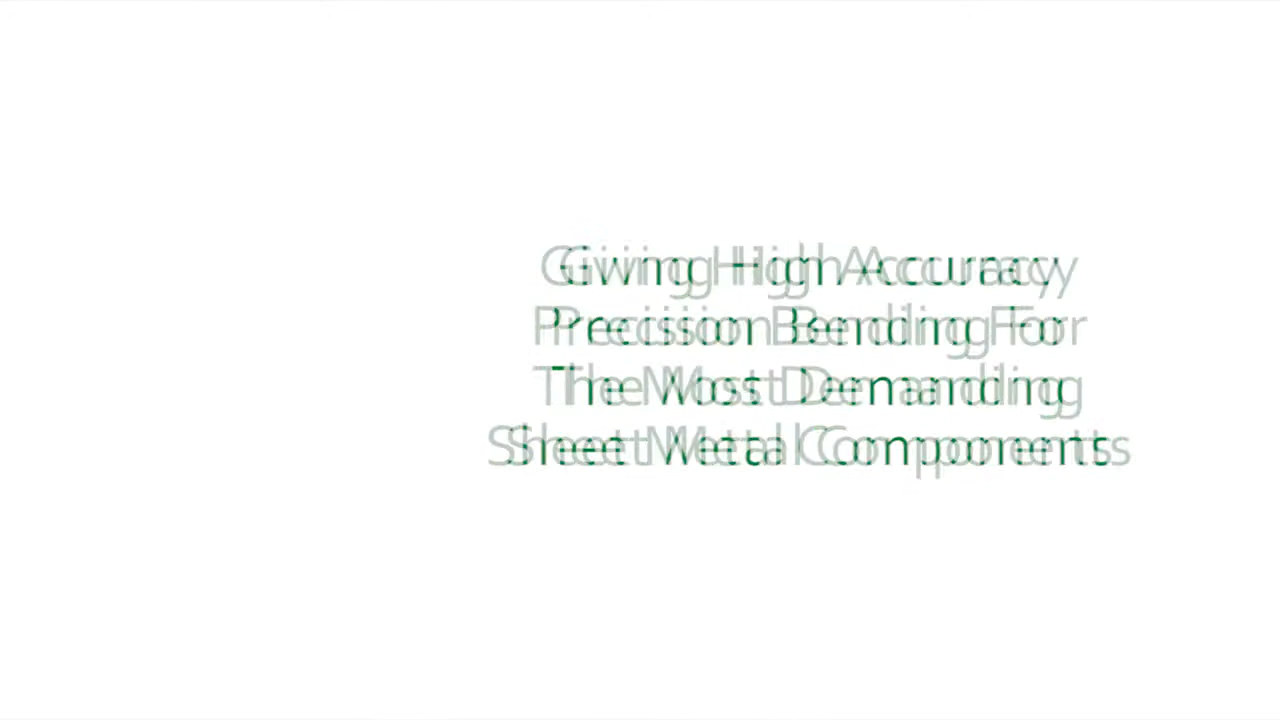 Giving High Accuracy
Precision Bending For
The Most Demanding
Sheet Metal Components